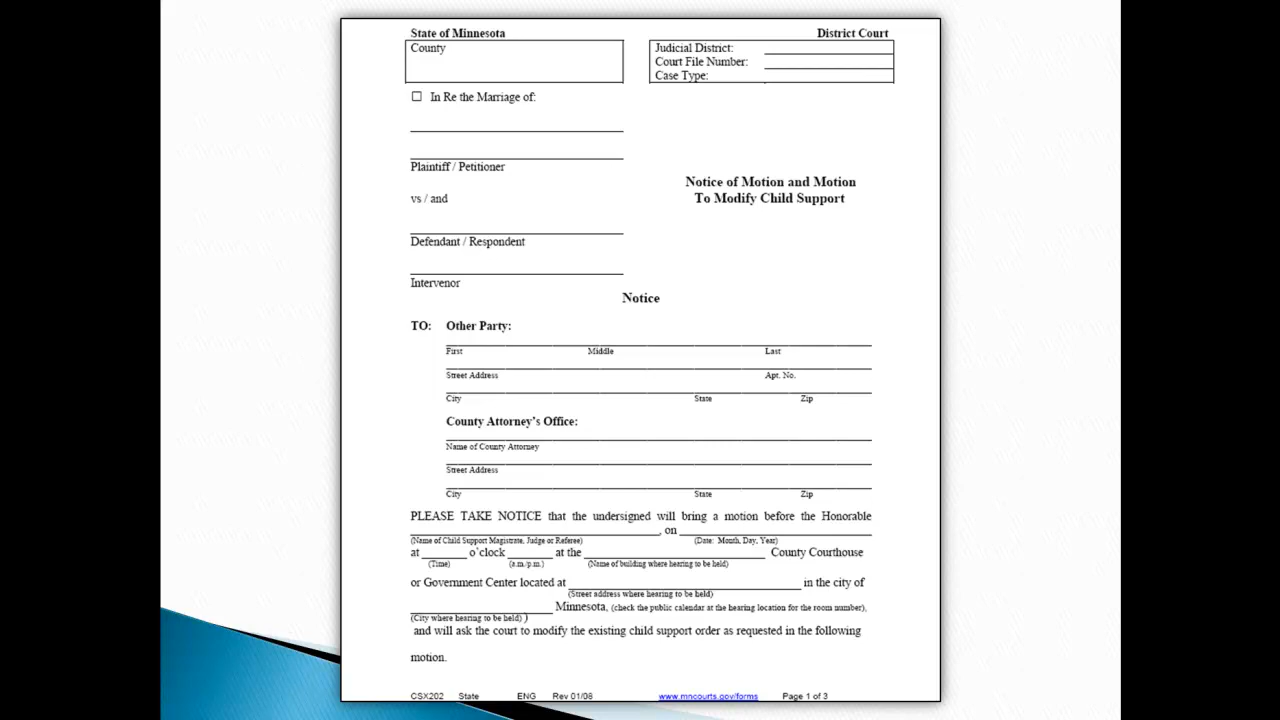 State of Minnesota District Court
County
Judicial District:
Court File Number:
Case Type:
☐ In Re the Marriage of:
Plaintiff / Petitioner
vs / and
Notice of Motion and Motion
To Modify Child Support
Defendant / Respondent
Intervenor
Notice
TO: Other Party:
First Middle Last
Street Address Apt. No.
City State Zip
County Attorney's Office:
Name of County Attorney
Street Address
City State Zip
PLEASE TAKE NOTICE that the undersigned will bring a motion before the Honorable
, on
(Name of Child Support Magistrate, Judge or Referee) (Date: Month, Day, Year)
at o'clock at the County Courthouse
(Time) (a.m./p.m.) (Name of building where hearing to be held)
or Government Center located at in the city of
(Street address where hearing to be held)
Minnesota, (check the public calendar at the hearing location for the room number),
(City where hearing to be held) )
and will ask the court to modify the existing child support order as requested in the following
motion.
CSX202 State ENG Rev 01/08 www.mncourts.gov/forms Page 1 of 3